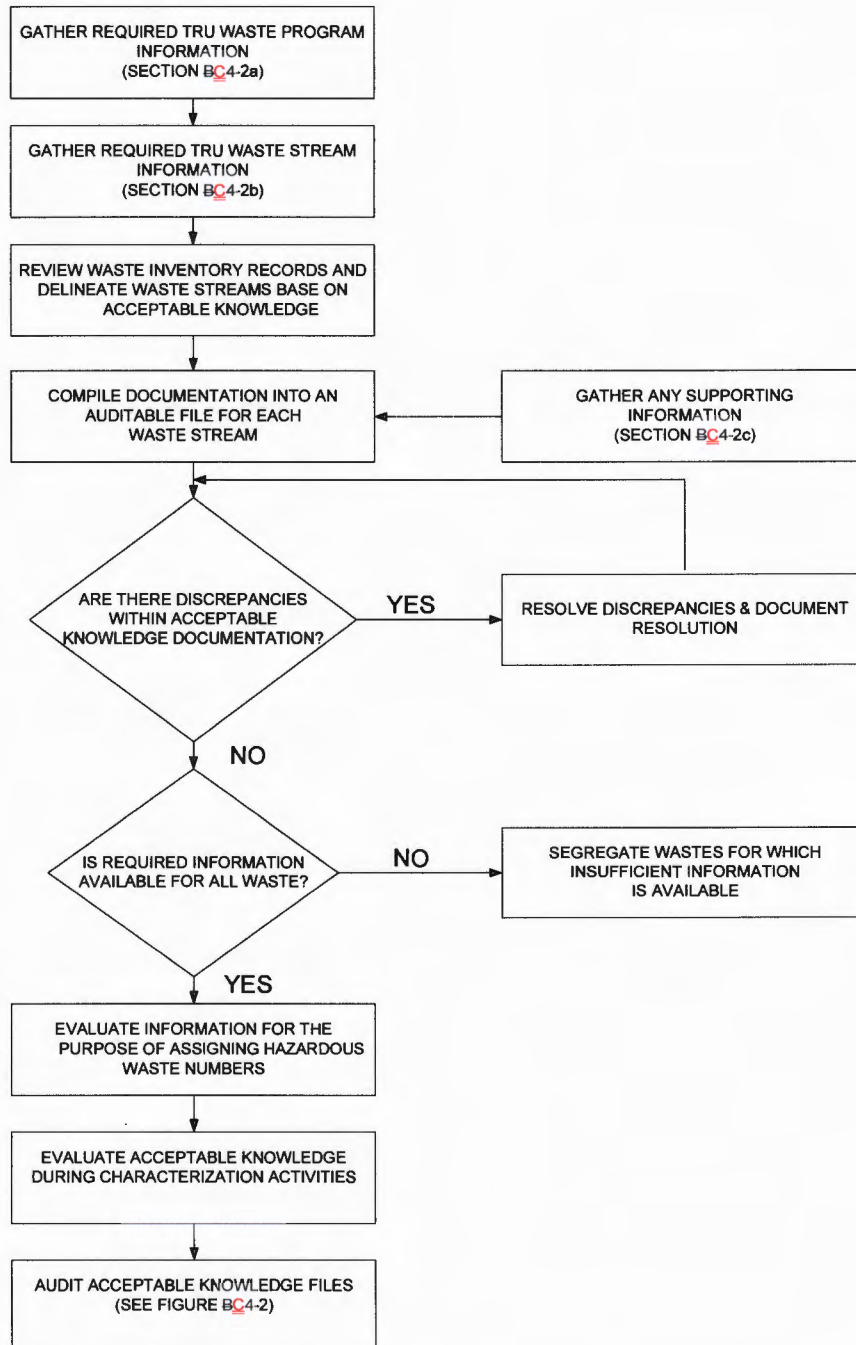 GATHER REQUIRED TRU WASTE PROGRAM
INFORMATION
(SECTION BC4-2a)
GATHER REQUIRED TRU WASTE STREAM
INFORMATION
(SECTION BC4-2b)
REVIEW WASTE INVENTORY RECORDS AND
DELINEATE WASTE STREAMS BASE ON
ACCEPTABLE KNOWLEDGE
COMPILE DOCUMENTATION INTO AN
AUDITABLE FILE FOR EACH
WASTE STREAM
GATHER ANY SUPPORTING
INFORMATION
(SECTION BC4-2c)
ARE THERE DISCREPANCIES
WITHIN ACCEPTABLE
KNOWLEDGE DOCUMENTATION?
YES
RESOLVE DISCREPANCIES & DOCUMENT
RESOLUTION
NO
IS REQUIRED INFORMATION
AVAILABLE FOR ALL WASTE?
NO
SEGREGATE WASTES FOR WHICH
INSUFFICIENT INFORMATION
IS AVAILABLE
YES
EVALUATE INFORMATION FOR THE
PURPOSE OF ASSIGNING HAZARDOUS
WASTE NUMBERS
EVALUATE ACCEPTABLE KNOWLEDGE
DURING CHARACTERIZATION ACTIVITIES
AUDIT ACCEPTABLE KNOWLEDGE FILES
(SEE FIGURE BC4-2)